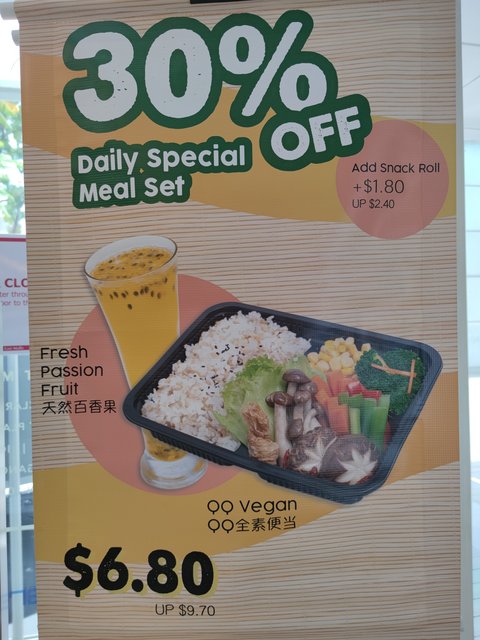 30% OFF
Daily Special
Meal Set
Add Snack Roll
+$1.80
UP $2.40
Fresh
Passion
Fruit
天然百香果
QQ Vegan
QQ全素便当
$6.80
UP $9.70